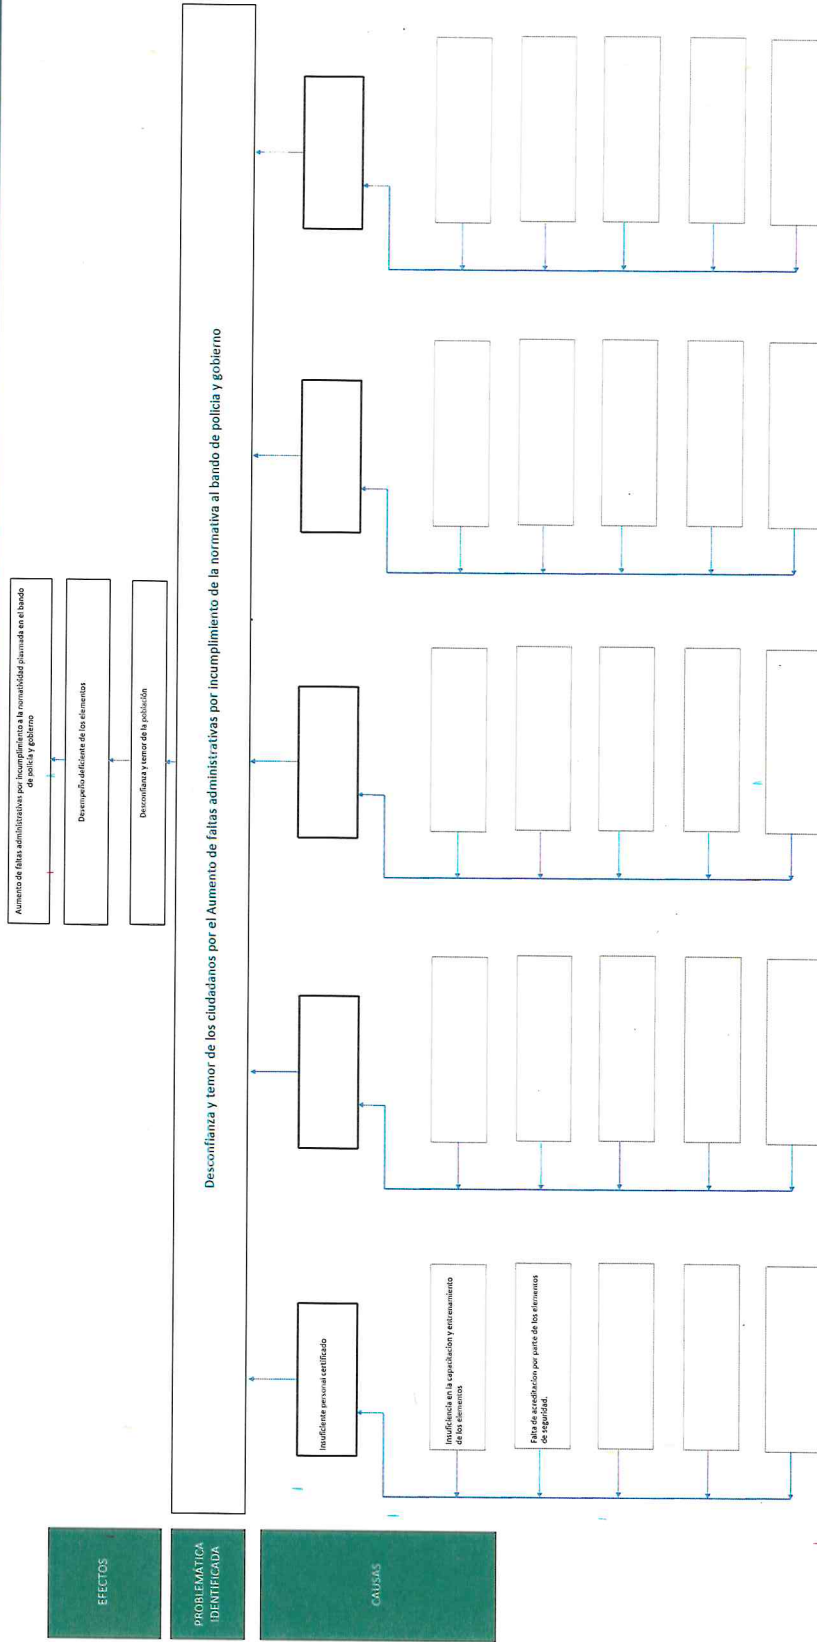 EFECTOS
Aumento de faltas administrativas por incumplimiento a la normatividad plasmada en el bando
de policía y gobierno
Desempeño deficiente de los elementos
Desconfianza y temor de la población
PROBLEMÁTICA
IDENTIFICADA
Desconfianza y temor de los ciudadanos por el Aumento de faltas administrativas por incumplimiento de la normativa al bando de policia y gobierno
CAUSAS
Insuficiente personal certificado
Insuficiencia en la capacitacion y entrenamiento
de los elementos
Falta de acreditacion por parte de los elementos
de seguridad.